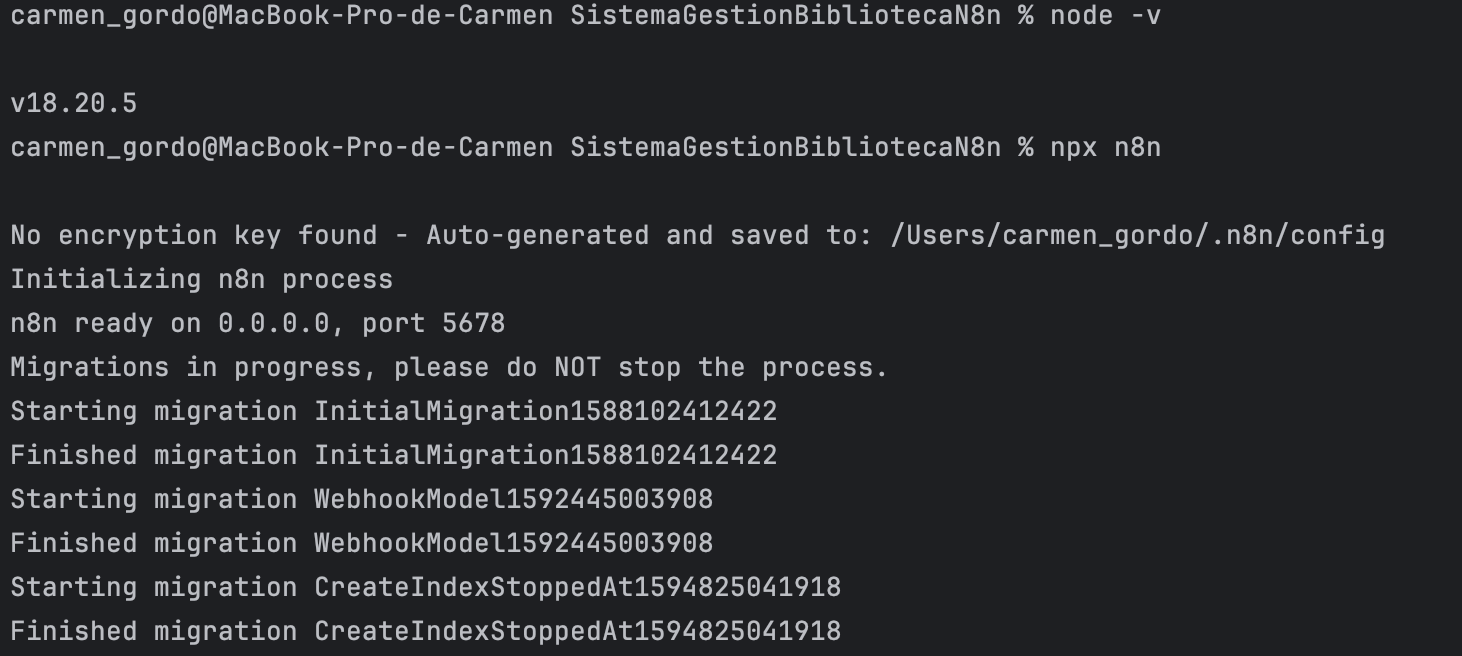 carmen_gordo@MacBook-Pro-de-Carmen SistemaGestionBibliotecaN8n % node -v
v18.20.5
carmen_gordo@MacBook-Pro-de-Carmen SistemaGestionBibliotecaN8n % npx n8n
No encryption key found - Auto-generated and saved to: /Users/carmen_gordo/.n8n/config
Initializing n8n process
n8n ready on 0.0.0.0, port 5678
Migrations in progress, please do NOT stop the process.
Starting migration InitialMigration1588102412422
Finished migration InitialMigration1588102412422
Starting migration WebhookModel1592445003908
Finished migration WebhookModel1592445003908
Starting migration CreateIndexStoppedAt1594825041918
Finished migration CreateIndexStoppedAt1594825041918